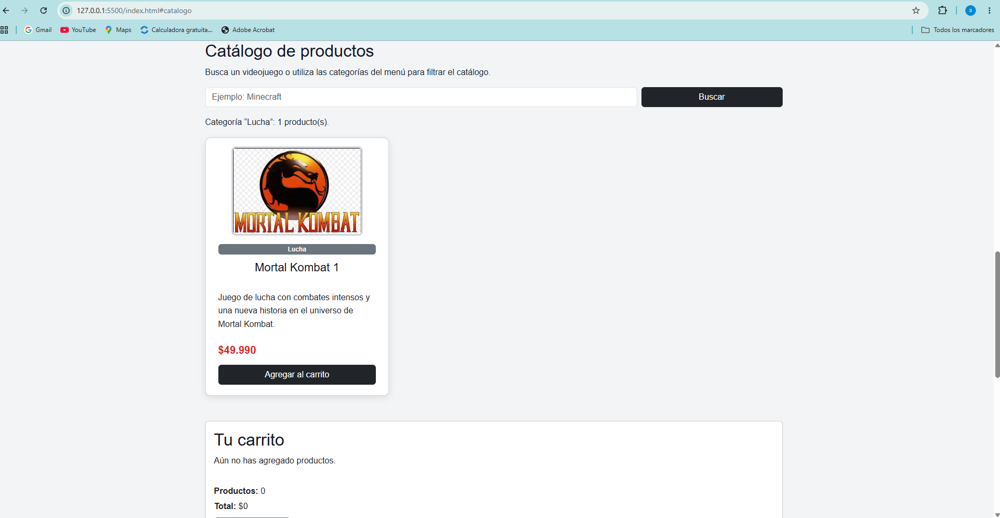 127.0.0.1:5500/index.html#catalogo
S
Gmail
YouTube
Maps
Calculadora gratuita...
Adobe Acrobat
Todos los marcadores
Catálogo de productos
Busca un videojuego o utiliza las categorías del menú para filtrar el catálogo.
Ejemplo: Minecraft
Buscar
Categoría “Lucha”: 1 producto(s).
MORTAL KOMBAT
Lucha
Mortal Kombat 1
Juego de lucha con combates intensos y
una nueva historia en el universo de
Mortal Kombat.
$49.990
Agregar al carrito
Tu carrito
Aún no has agregado productos.
Productos: 0
Total: $0